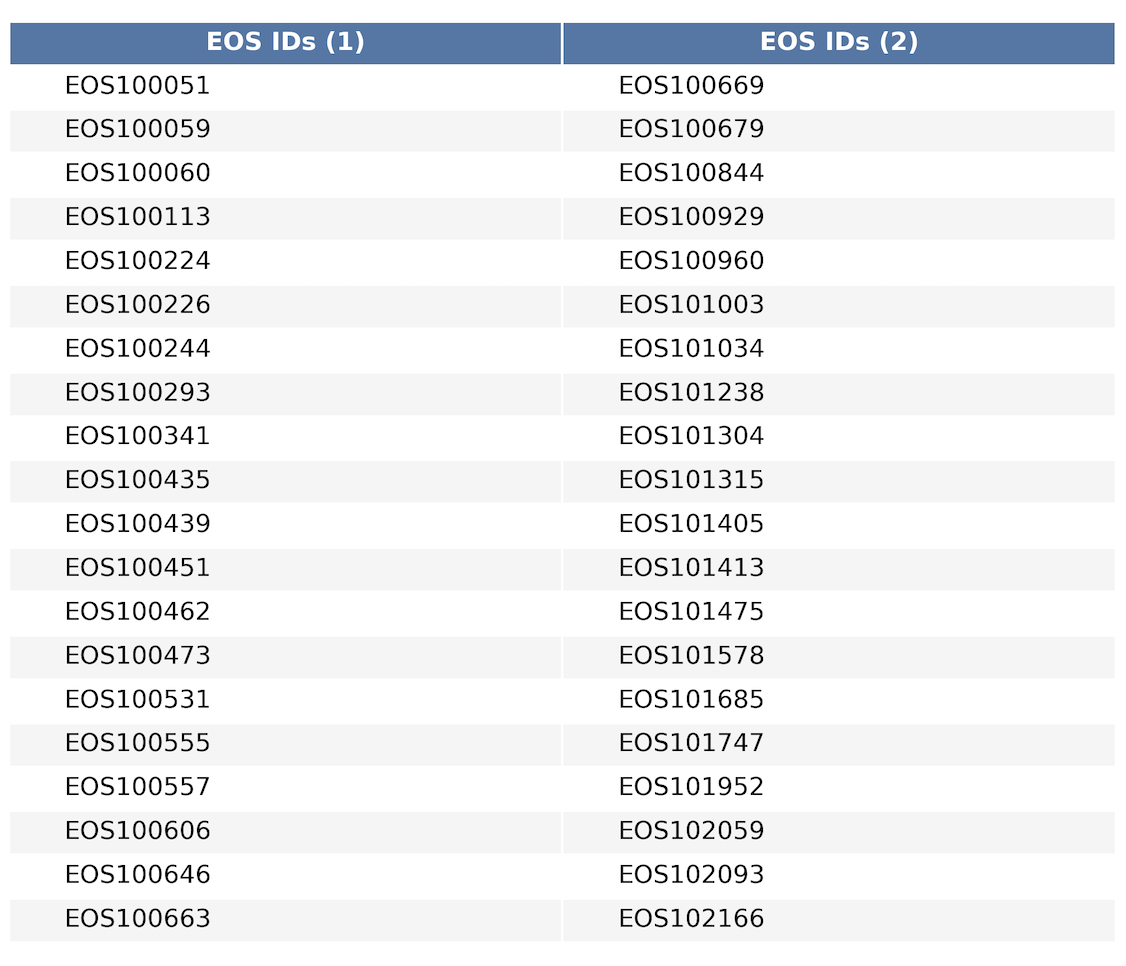 EOS IDs (1) EOS IDs (2)
EOS100051 EOS100669
EOS100059 EOS100679
EOS100060 EOS100844
EOS100113 EOS100929
EOS100224 EOS100960
EOS100226 EOS101003
EOS100244 EOS101034
EOS100293 EOS101238
EOS100341 EOS101304
EOS100435 EOS101315
EOS100439 EOS101405
EOS100451 EOS101413
EOS100462 EOS101475
EOS100473 EOS101578
EOS100531 EOS101685
EOS100555 EOS101747
EOS100557 EOS101952
EOS100606 EOS102059
EOS100646 EOS102093
EOS100663 EOS102166